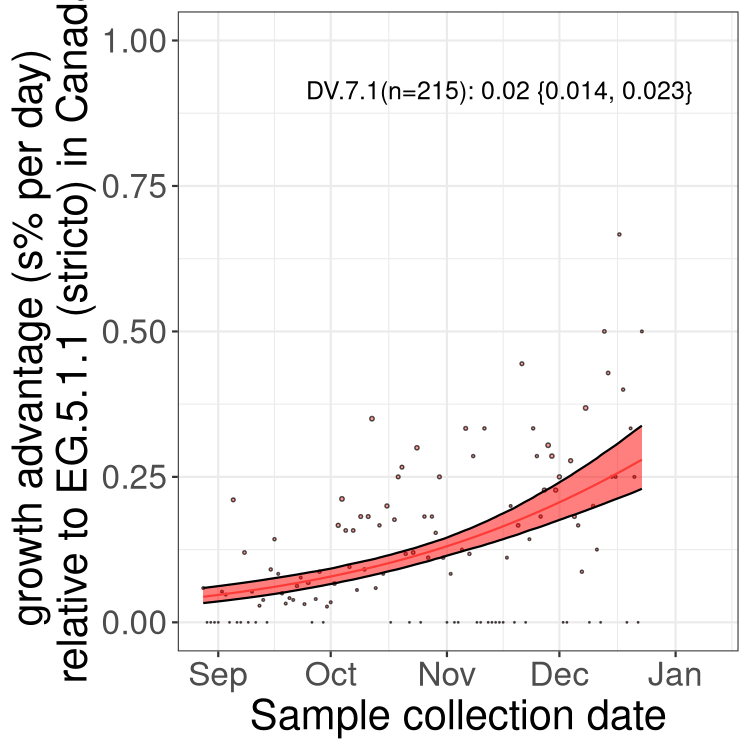 growth advantage (s% per day)
relative to EG.5.1.1 (stricto) in Canada
1.00
0.75
0.50
0.25
0.00
DV.7.1(n=215): 0.02 {0.014, 0.023}
Sep Oct Nov Dec Jan
Sample collection date